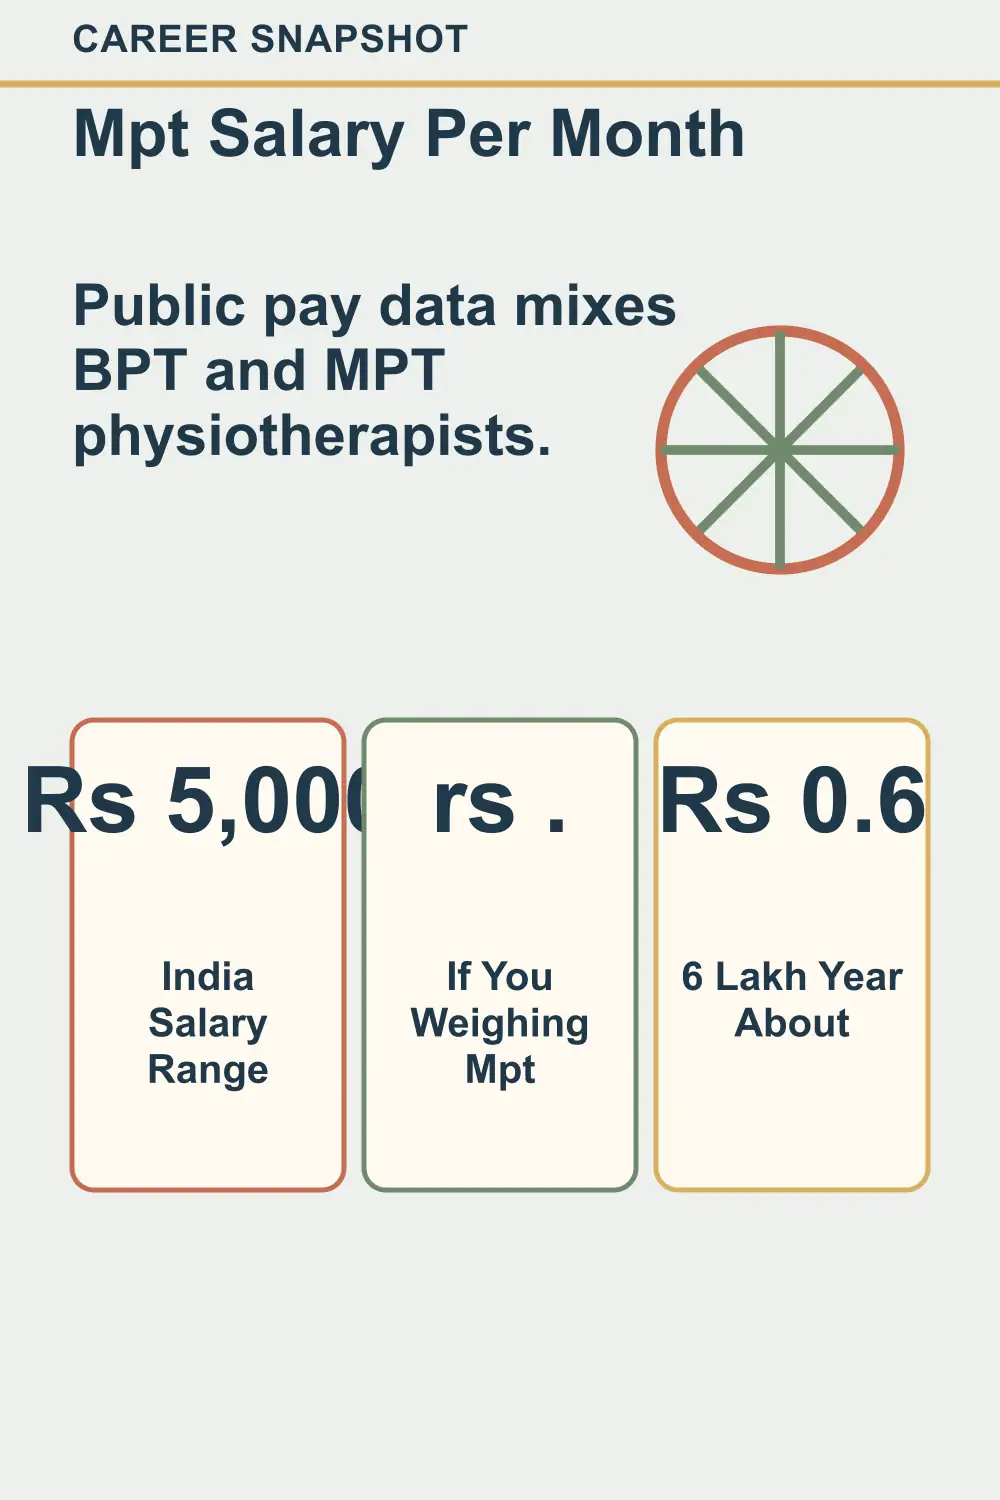 CAREER SNAPSHOT
Mpt Salary Per Month
Public pay data mixes
BPT and MPT
physiotherapists.
Rs 5,000
rs .
Rs 0.6
India
Salary
Range
If You
Weighing
Mpt
6 Lakh Year
About